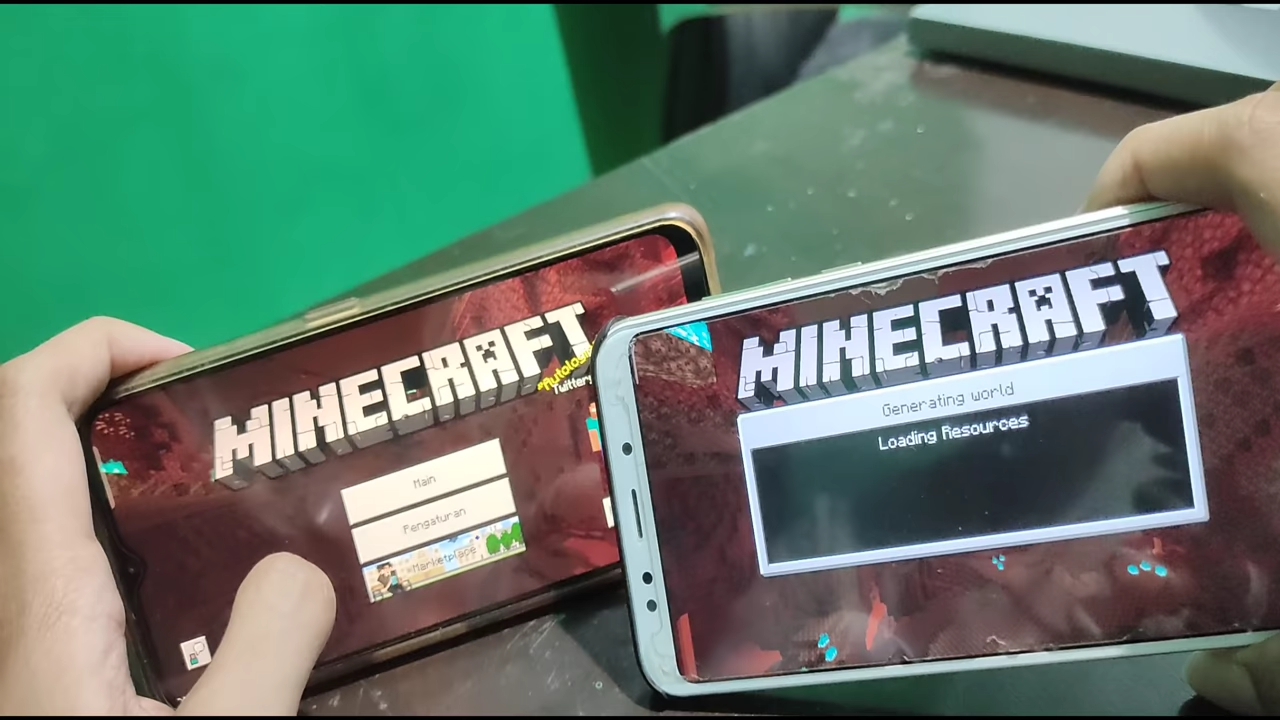 MINECRAFT
Main
Pengaturan
Marketplace
MINECRAFT
Generating world
Loading Resources